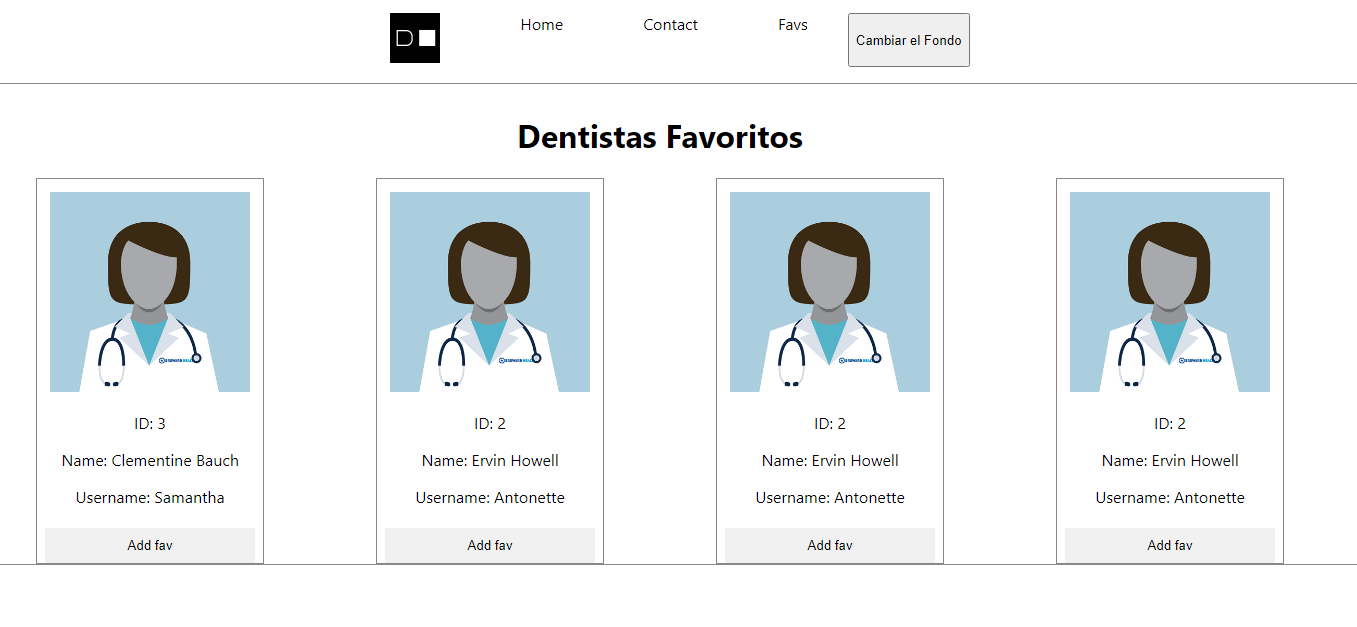 D
Home
Contact
Favs
Cambiar el Fondo
Dentistas Favoritos
ID: 3
Name: Clementine Bauch
Username: Samantha
Add fav
ID: 2
Name: Ervin Howell
Username: Antonette
Add fav
ID: 2
Name: Ervin Howell
Username: Antonette
Add fav
ID: 2
Name: Ervin Howell
Username: Antonette
Add fav